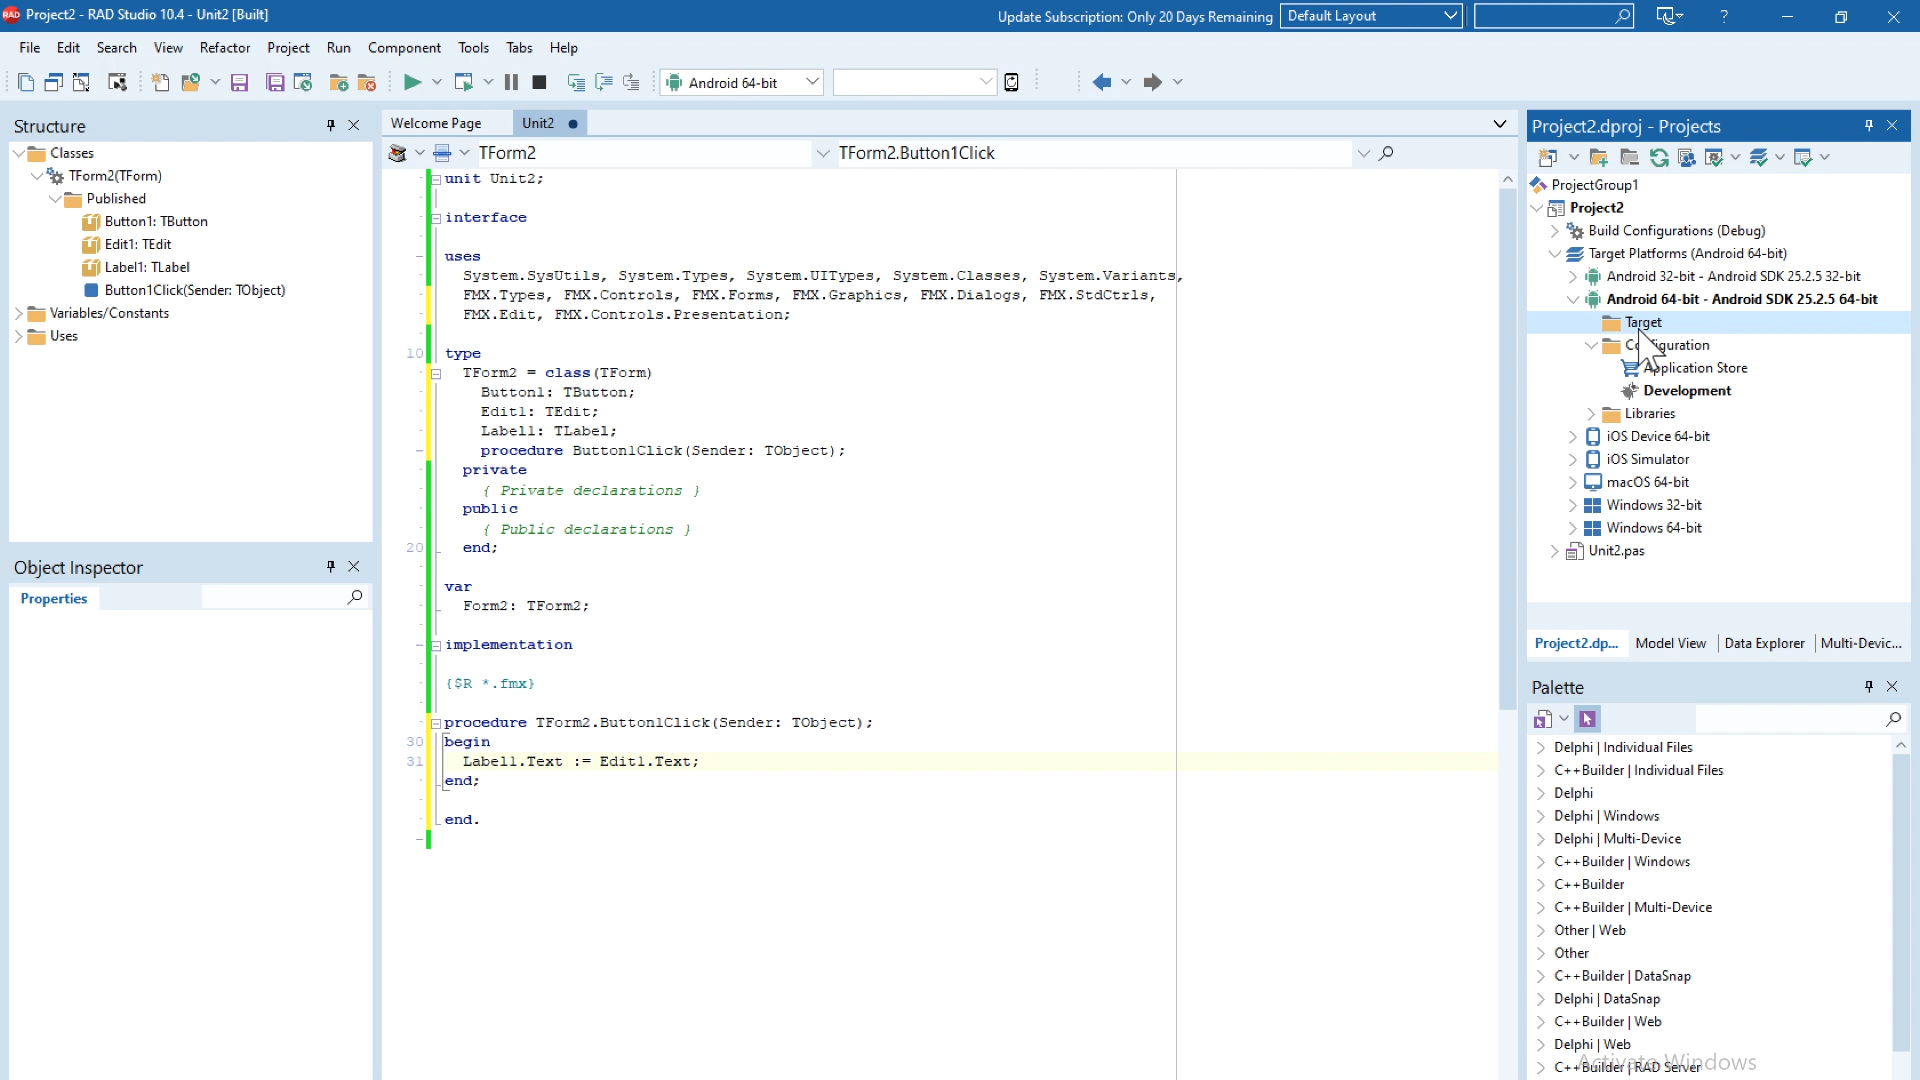 Project2 - RAD Studio 10.4 - Unit2 [Built]
Update Subscription: Only 20 Days Remaining
Default Layout
?
File Edit Search View Refactor Project Run Component Tools Tabs Help
Android 64-bit
Structure
Classes
TForm2(TForm)
Published
Button1: TButton
Edit1: TEdit
Label1: TLabel
Button1Click(Sender: TObject)
Variables/Constants
Uses
Object Inspector
Properties
Welcome Page
Unit2
TForm2
TForm2.Button1Click
unit Unit2;
interface
uses
System.SysUtils, System.Types, System.UITypes, System.Classes, System.Variants,
FMX.Types, FMX.Controls, FMX.Forms, FMX.Graphics, FMX.Dialogs, FMX.StdCtrls,
FMX.Edit, FMX.Controls.Presentation;
10 type
TForm2 = class(TForm)
Button1: TButton;
Edit1: TEdit;
Label1: TLabel;
procedure Button1Click(Sender: TObject);
private
{ Private declarations }
public
{ Public declarations }
20 end;
var
Form2: TForm2;
implementation
{$R *.fmx}
procedure TForm2.Button1Click(Sender: TObject);
30 begin
31 Label1.Text := Edit1.Text;
end;
end.
Project2.dproj - Projects
ProjectGroup1
Project2
Build Configurations (Debug)
Target Platforms (Android 64-bit)
Android 32-bit - Android SDK 25.2.5 32-bit
Android 64-bit - Android SDK 25.2.5 64-bit
Target
Application Store
Development
Libraries
iOS Device 64-bit
iOS Simulator
macOS 64-bit
Windows 32-bit
Windows 64-bit
Unit2.pas
Project2.dp...
Model View
Data Explorer
Multi-Devic...
Palette
Delphi | Individual Files
C++Builder | Individual Files
Delphi
Delphi | Windows
Delphi | Multi-Device
C++Builder | Windows
C++Builder
C++Builder | Multi-Device
Other | Web
Other
C++Builder | DataSnap
Delphi | DataSnap
C++Builder | Web
Delphi | Web
C++Builder | RAD Server
Activate Windows